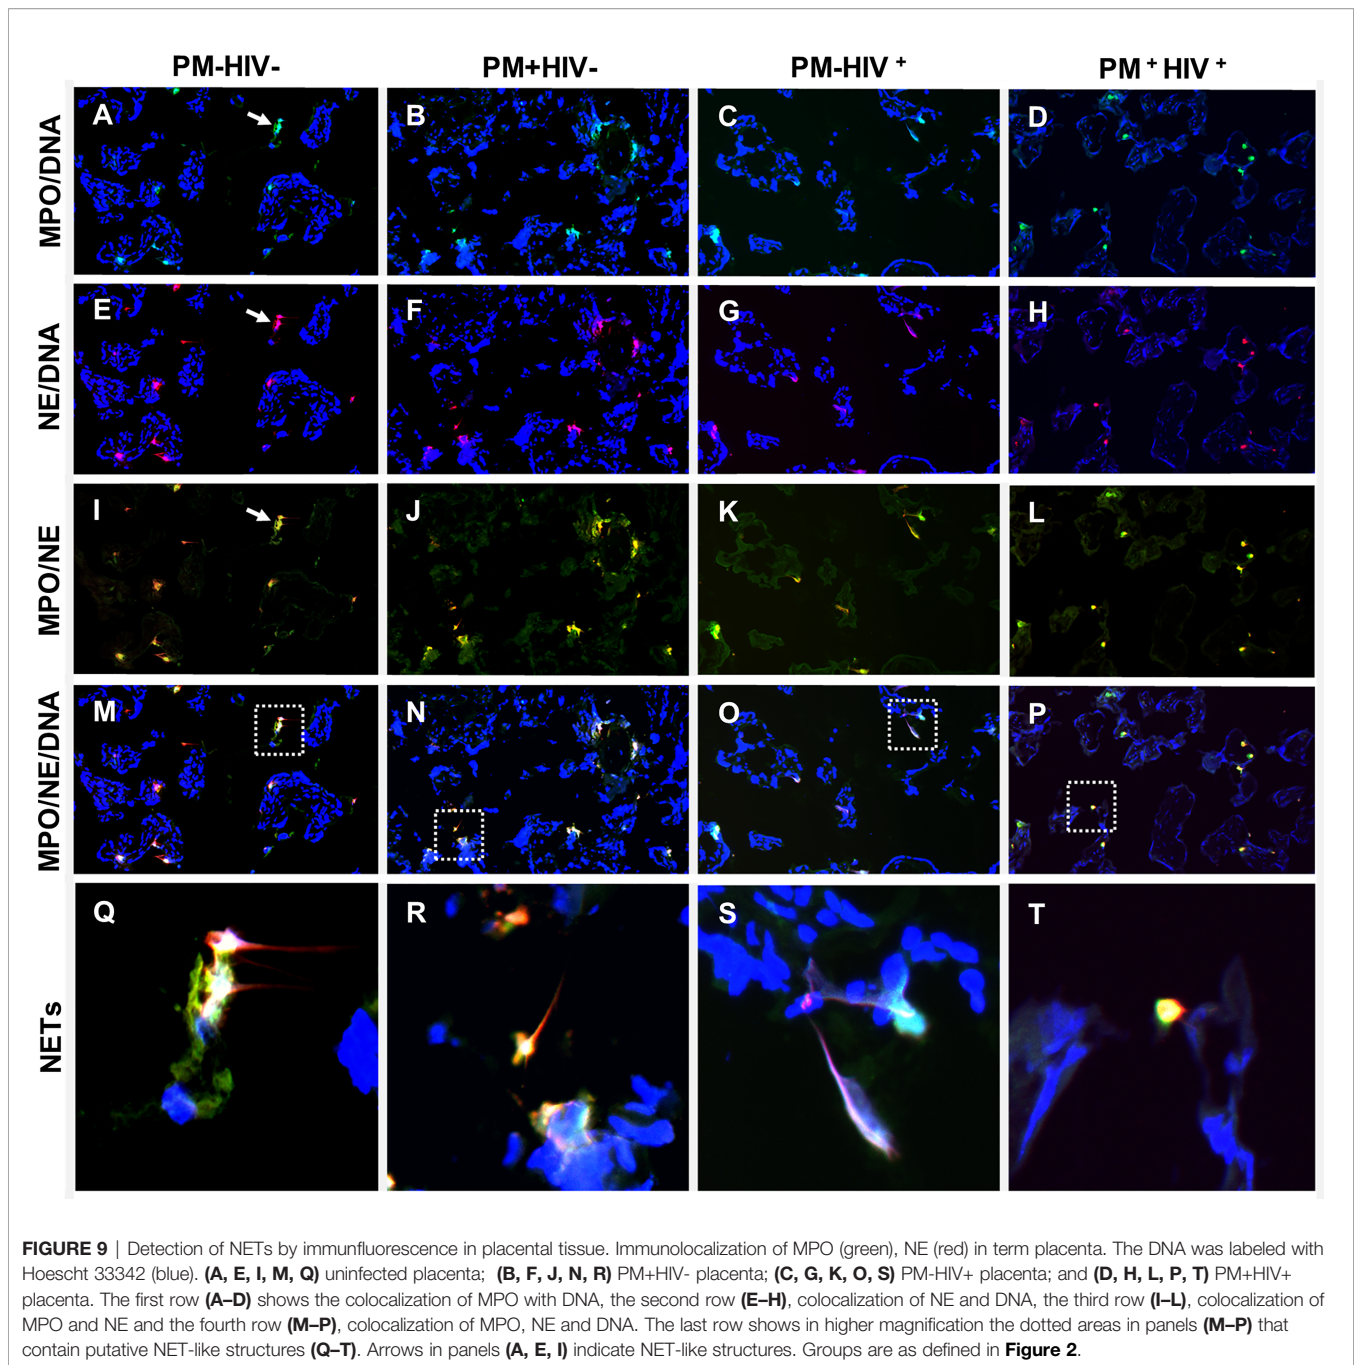 PM-HIV- PM+HIV- PM-HIV + PM + HIV +
MPO/DNA
A B C D
NE/DNA
E F G H
MPO/NE
I J K L
MPO/NE/DNA
M N O P
NETs
Q R S T
FIGURE 9 | Detection of NETs by immunfluorescence in placental tissue. Immunolocalization of MPO (green), NE (red) in term placenta. The DNA was labeled with
Hoescht 33342 (blue). (A, E, I, M, Q) uninfected placenta; (B, F, J, N, R) PM+HIV- placenta; (C, G, K, O, S) PM-HIV+ placenta; and (D, H, L, P, T) PM+HIV+
placenta. The first row (A–D) shows the colocalization of MPO with DNA, the second row (E–H), colocalization of NE and DNA, the third row (I–L), colocalization of
MPO and NE and the fourth row (M–P), colocalization of MPO, NE and DNA. The last row shows in higher magnification the dotted areas in panels (M–P) that
contain putative NET-like structures (Q–T). Arrows in panels (A, E, I) indicate NET-like structures. Groups are as defined in Figure 2.